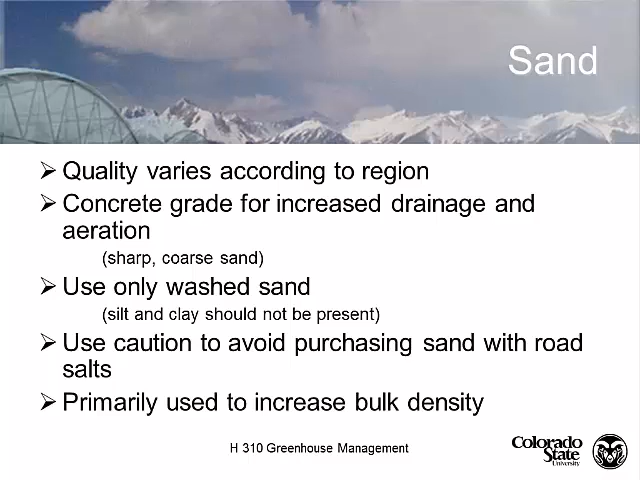 Sand
Quality varies according to region
Concrete grade for increased drainage and
aeration
(sharp, coarse sand)
Use only washed sand
(silt and clay should not be present)
Use caution to avoid purchasing sand with road
salts
Primarily used to increase bulk density
H 310 Greenhouse Management
Colorado
State
University